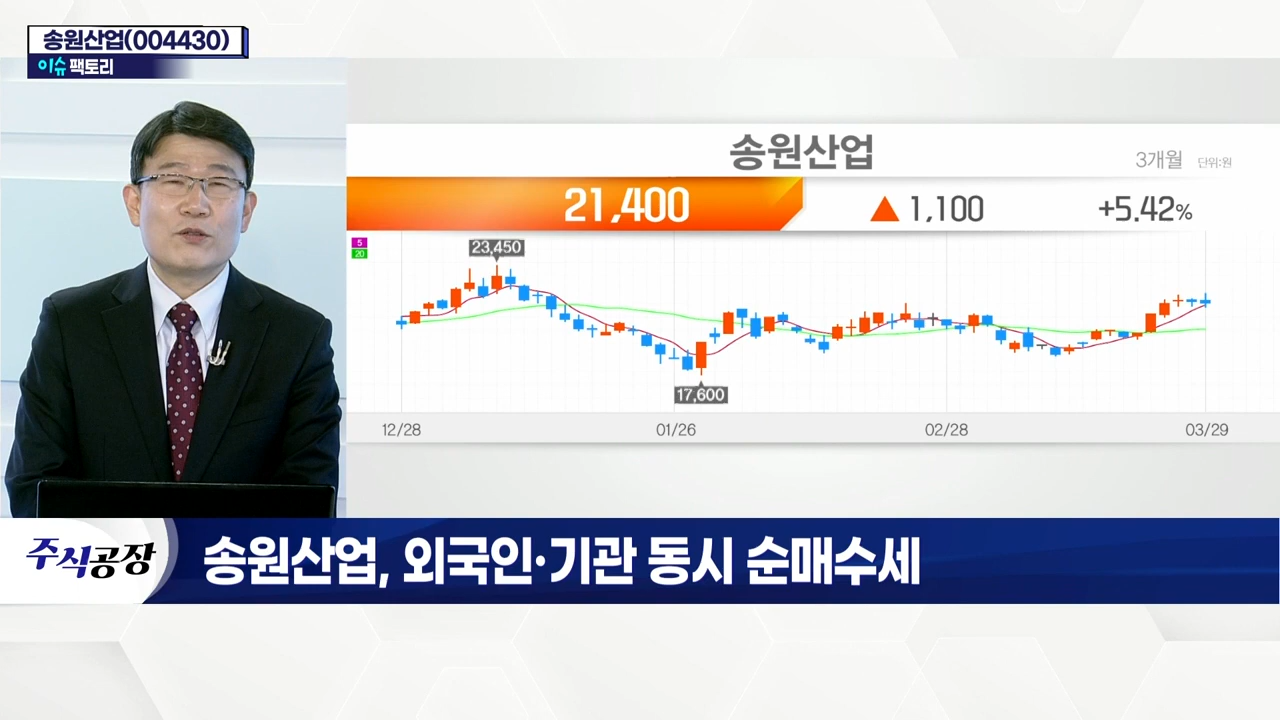 송원산업(004430)
이슈 팩토리
송원산업
3개월 단위:원
21,400 ▲ 1,100 +5.42%
5
20
23,450
17,600
12/28 01/26 02/28 03/29
주식공장
송원산업, 외국인·기관 동시 순매수세